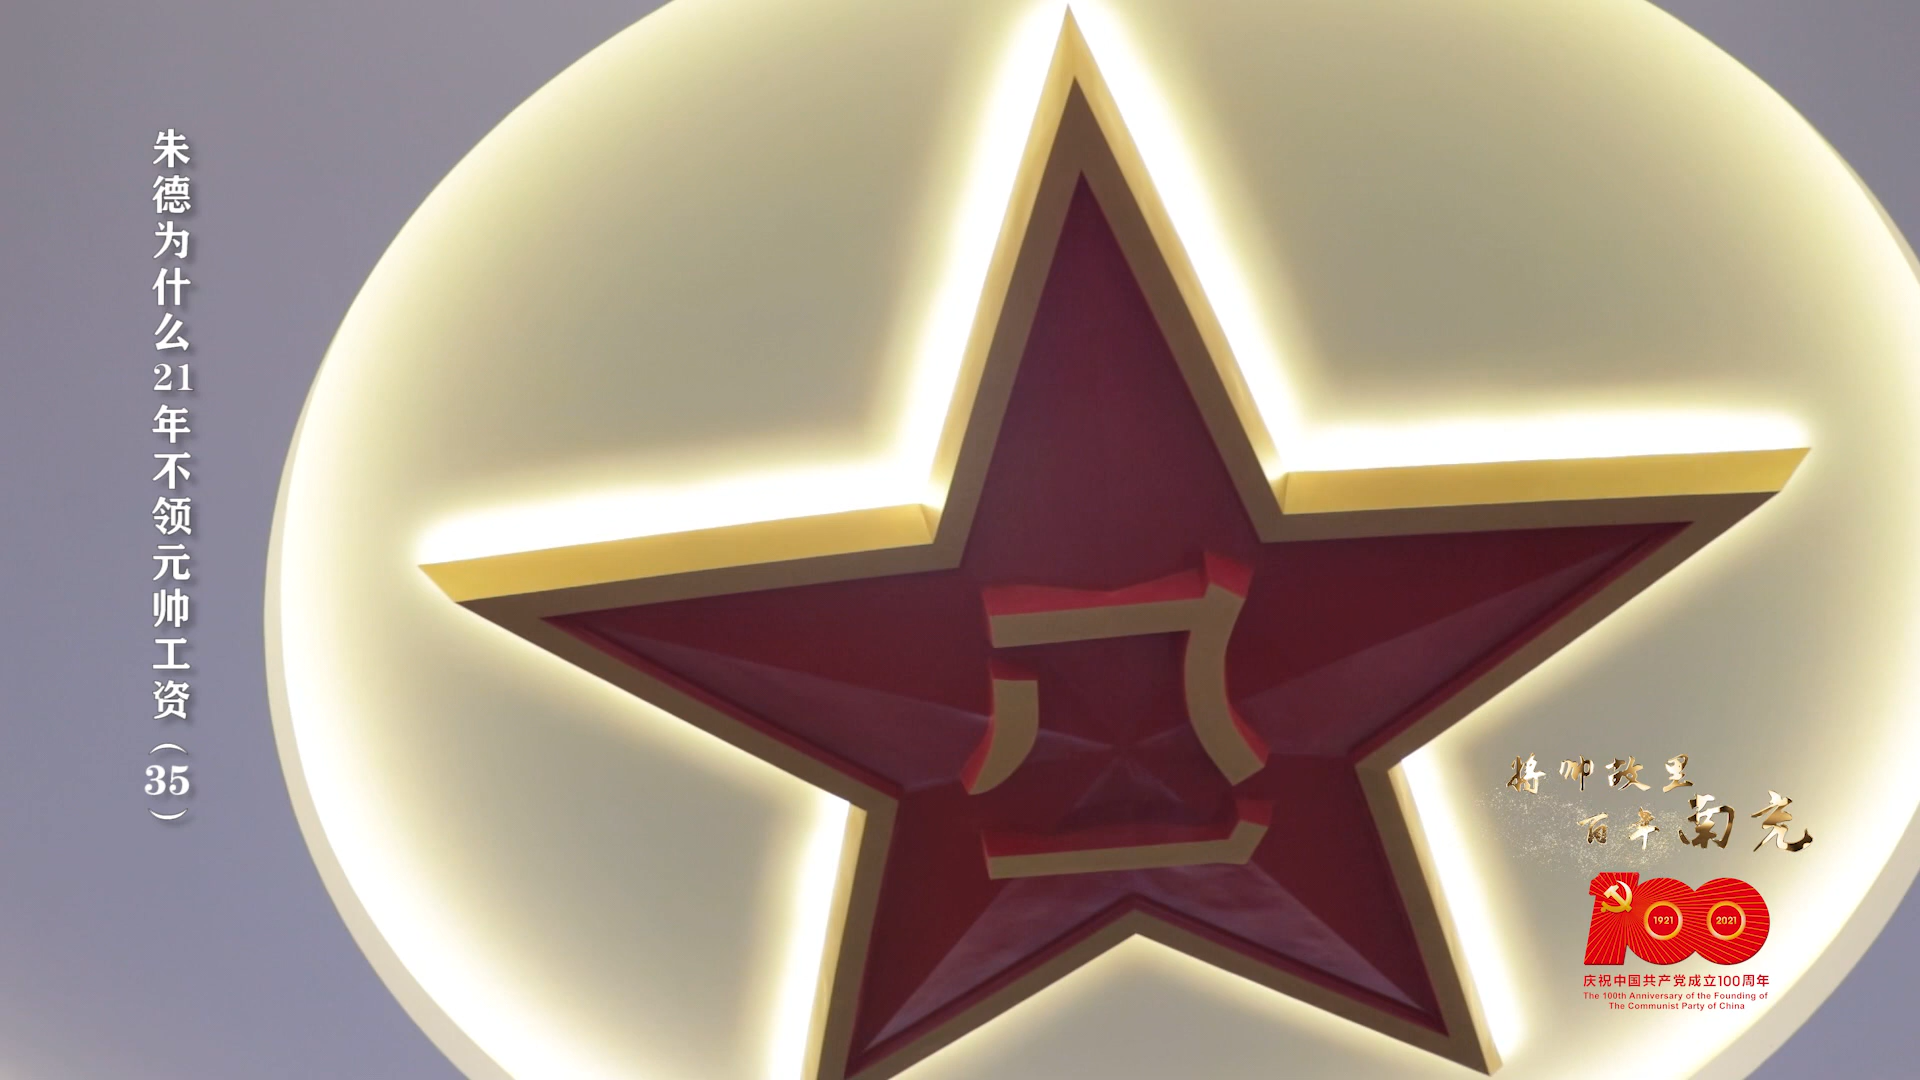 朱德为什么21年不领元帅工资（35）
八一
将帅故里
百年南充
100
1921
2021
庆祝中国共产党成立100周年
The 100th Anniversary of the Founding of
The Communist Party of China